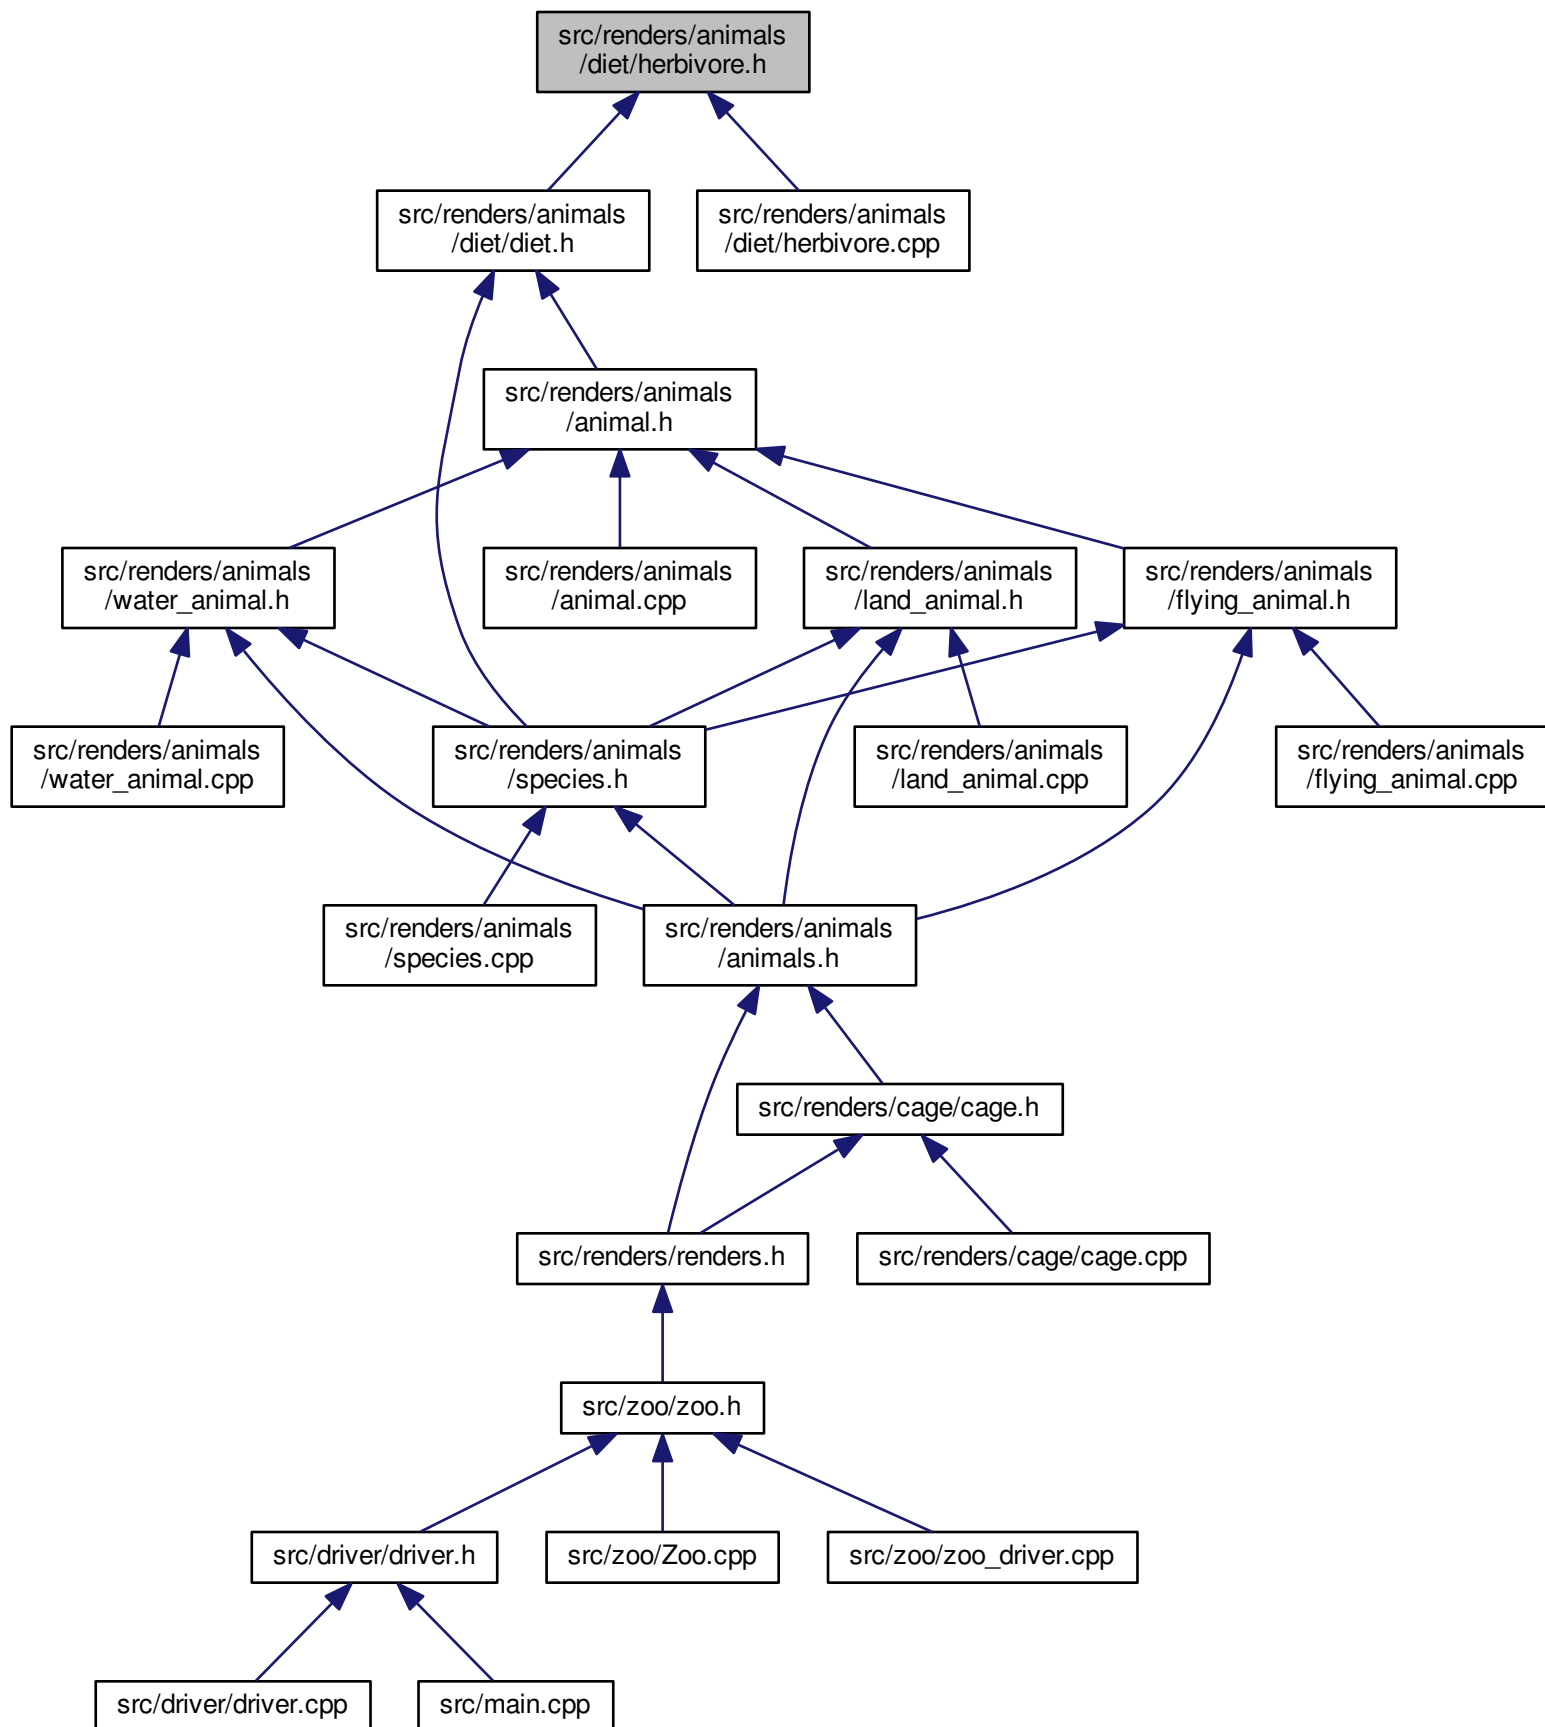 src/renders/animals
/diet/herbivore.h
src/renders/animals
/diet/diet.h
src/renders/animals
/diet/herbivore.cpp
src/renders/animals
/animal.h
src/renders/animals
/water_animal.h
src/renders/animals
/animal.cpp
src/renders/animals
/land_animal.h
src/renders/animals
/flying_animal.h
src/renders/animals
/water_animal.cpp
src/renders/animals
/species.h
src/renders/animals
/land_animal.cpp
src/renders/animals
/flying_animal.cpp
src/renders/animals
/species.cpp
src/renders/animals
/animals.h
src/renders/cage/cage.h
src/renders/renders.h
src/renders/cage/cage.cpp
src/zoo/zoo.h
src/driver/driver.h
src/zoo/Zoo.cpp
src/zoo/zoo_driver.cpp
src/driver/driver.cpp
src/main.cpp